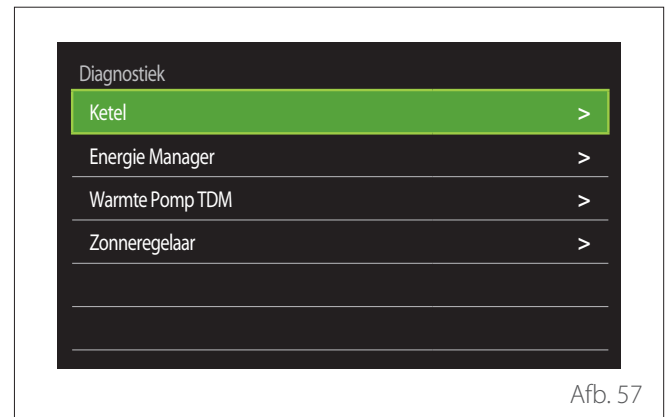 Diagnostiek
Ketel >
Energie Manager >
Warmte Pomp TDM >
Zonneregelaar >
Afb. 57